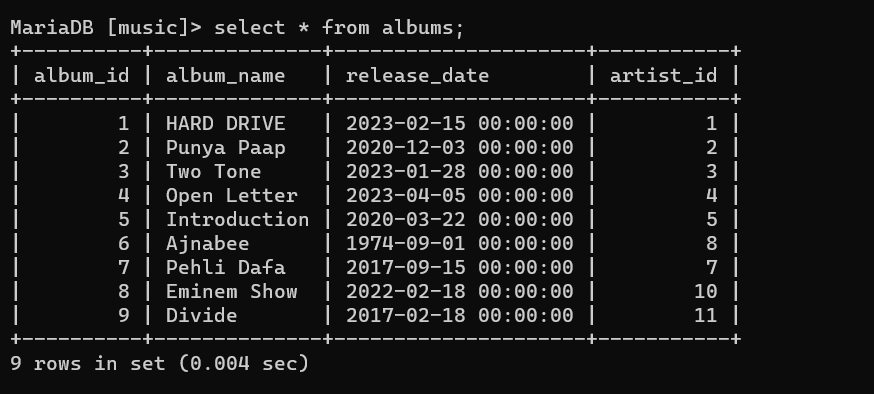 MariaDB [music]> select * from albums;
+----------+--------------+---------------------+-----------+
| album_id | album_name   | release_date        | artist_id |
+----------+--------------+---------------------+-----------+
|        1 | HARD DRIVE   | 2023-02-15 00:00:00 |         1 |
|        2 | Punya Paap   | 2020-12-03 00:00:00 |         2 |
|        3 | Two Tone     | 2023-01-28 00:00:00 |         3 |
|        4 | Open Letter  | 2023-04-05 00:00:00 |         4 |
|        5 | Introduction | 2020-03-22 00:00:00 |         5 |
|        6 | Ajnabee      | 1974-09-01 00:00:00 |         8 |
|        7 | Pehli Dafa   | 2017-09-15 00:00:00 |         7 |
|        8 | Eminem Show  | 2022-02-18 00:00:00 |        10 |
|        9 | Divide       | 2017-02-18 00:00:00 |        11 |
+----------+--------------+---------------------+-----------+
9 rows in set (0.004 sec)